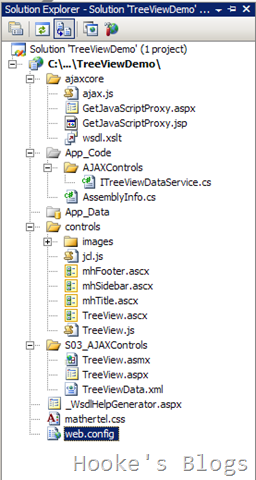 Solution Explorer - Solution 'TreeViewDemo' ...
Solution 'TreeViewDemo' (1 project)
C:\...\TreeViewDemo\
ajaxcore
ajax.js
GetJavaScriptProxy.aspx
GetJavaScriptProxy.jsp
wsdl.xslt
App_Code
AJAXControls
ITreeViewDataService.cs
AssemblyInfo.cs
App_Data
controls
images
jcl.js
mhFooter.ascx
mhSidebar.ascx
mhTitle.ascx
TreeView.ascx
TreeView.js
S03_AJAXControls
TreeView.asmx
TreeView.aspx
TreeViewData.xml
_WsdlHelpGenerator.aspx
mathertel.css
web.config
Hooke's Blogs